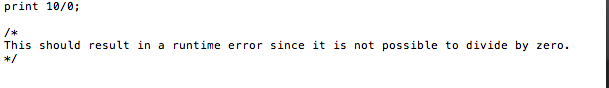 print 10/0;
/*
This should result in a runtime error since it is not possible to divide by zero.
*/